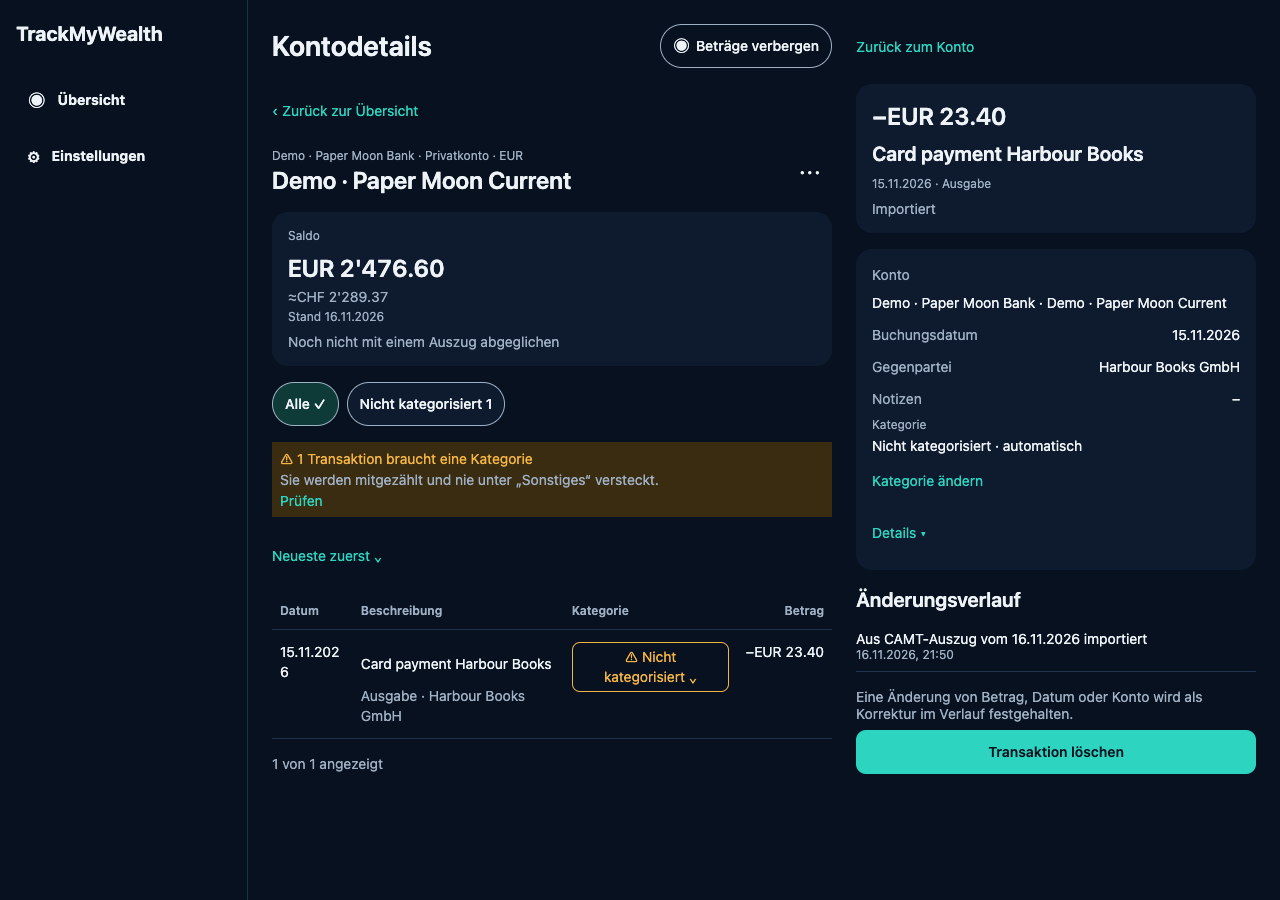 TrackMyWealth
Übersicht
Einstellungen
Kontodetails
Beträge verbergen
‹ Zurück zur Übersicht
Demo · Paper Moon Bank · Privatkonto · EUR
Demo · Paper Moon Current
Saldo
EUR 2'476.60
≈CHF 2'289.37
Stand 16.11.2026
Noch nicht mit einem Auszug abgeglichen
Alle ✓
Nicht kategorisiert 1
⚠ 1 Transaktion braucht eine Kategorie
Sie werden mitgezählt und nie unter „Sonstiges“ versteckt.
Prüfen
Neueste zuerst ⌄
Datum Beschreibung Kategorie Betrag
15.11.202
6
Card payment Harbour Books
Ausgabe · Harbour Books
GmbH
⚠ Nicht
kategorisiert ⌄
−EUR 23.40
1 von 1 angezeigt
Zurück zum Konto
−EUR 23.40
Card payment Harbour Books
15.11.2026 · Ausgabe
Importiert
Konto
Demo · Paper Moon Bank · Demo · Paper Moon Current
Buchungsdatum 15.11.2026
Gegenpartei Harbour Books GmbH
Notizen –
Kategorie
Nicht kategorisiert · automatisch
Kategorie ändern
Details ▾
Änderungsverlauf
Aus CAMT-Auszug vom 16.11.2026 importiert
16.11.2026, 21:50
Eine Änderung von Betrag, Datum oder Konto wird als
Korrektur im Verlauf festgehalten.
Transaktion löschen